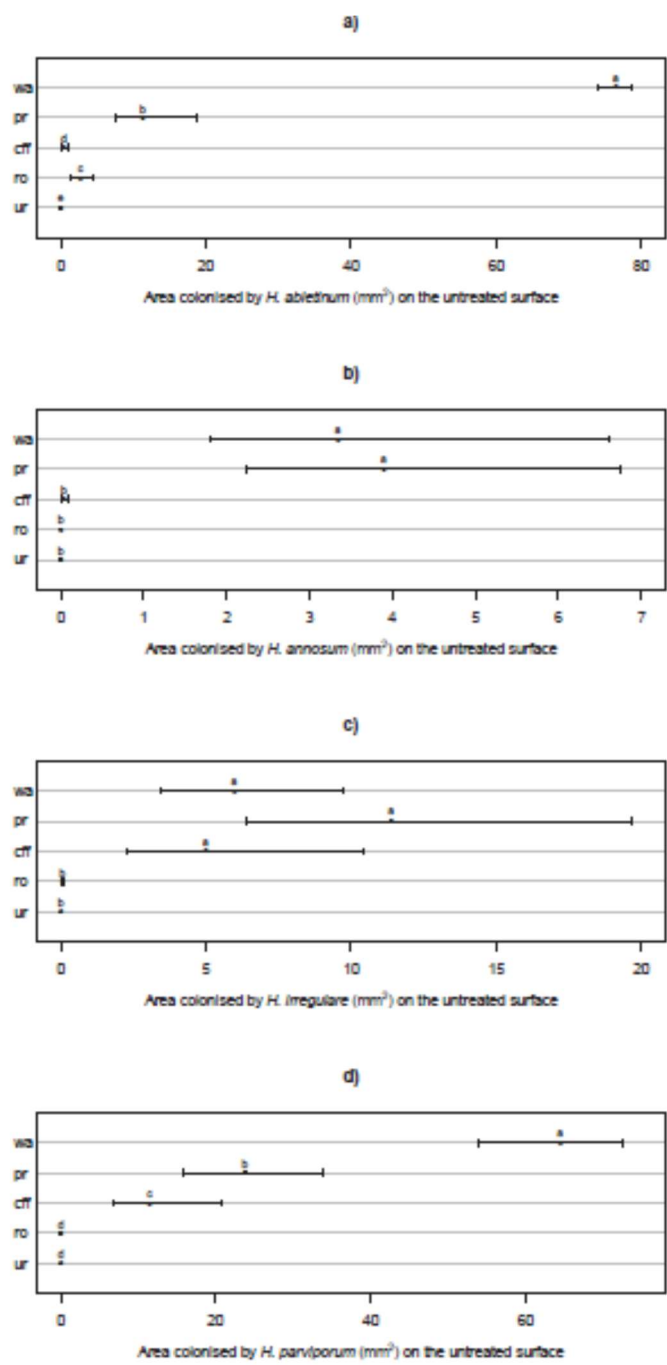 a)
a
wa
b
pr
d
cff
c
ro
ur
0 20 40 60 80
Area colonised by H. abietinum (mm²) on the untreated surface
b)
a
wa
a
pr
b
cff
b
ro
b
ur
0 1 2 3 4 5 6 7
Area colonised by H. annosum (mm²) on the untreated surface
c)
a
wa
a
pr
a
cff
b
ro
b
ur
0 5 10 15 20
Area colonised by H. irregulare (mm²) on the untreated surface
d)
a
wa
b
pr
c
cff
d
ro
d
ur
0 20 40 60
Area colonised by H. parviporum (mm²) on the untreated surface